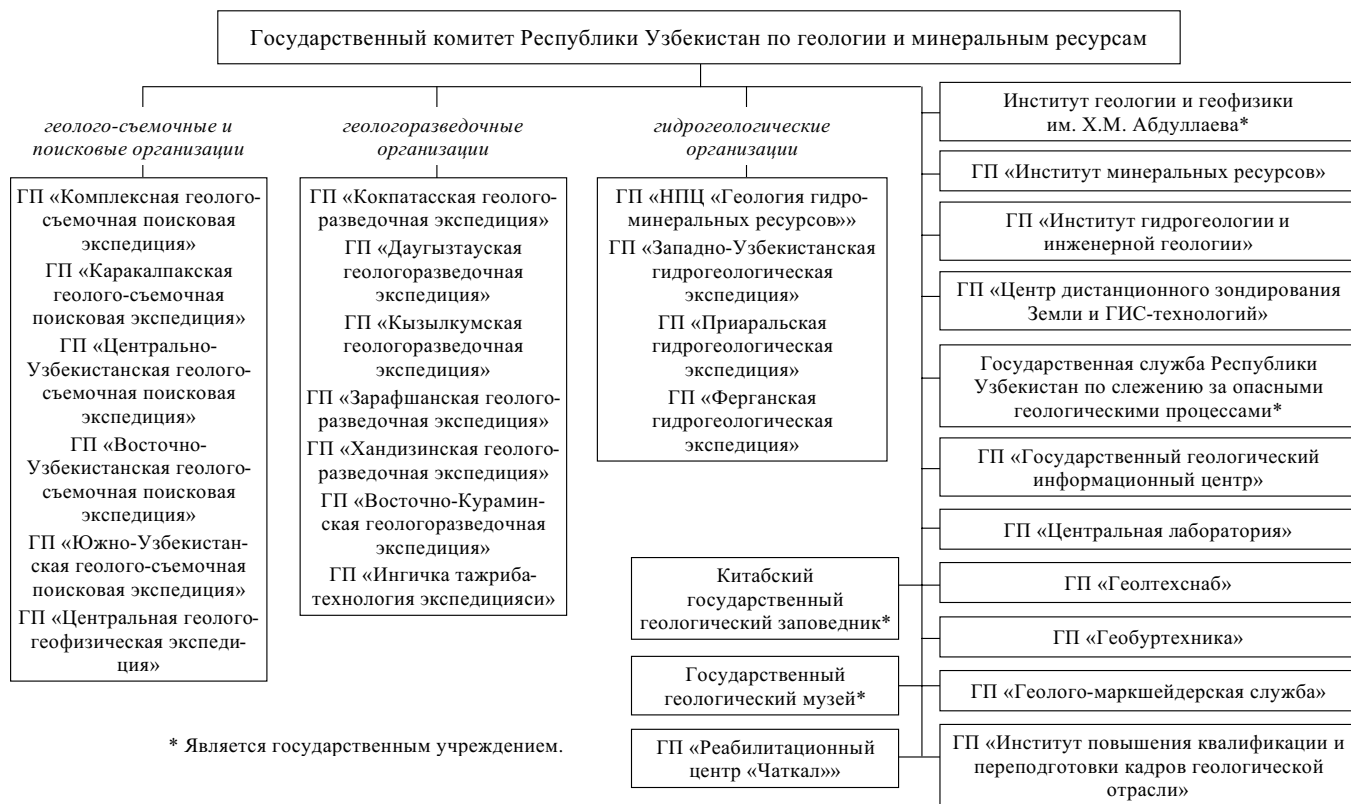 Государственный комитет Республики Узбекистан по геологии и минеральным ресурсам
геолого-съемочные и
поисковые организации
ГП «Комплексная геолого-
съемочная поисковая
экспедиция»
ГП «Каракалпакская
геолого-съемочная
поисковая экспедиция»
ГП «Центрально-
Узбекистанская геолого-
съемочная поисковая
экспедиция»
ГП «Восточно-
Узбекистанская геолого-
съемочная поисковая
экспедиция»
ГП «Южно-Узбекистан-
ская геолого-съемочная
поисковая экспедиция»
ГП «Центральная геолого-
геофизическая экспеди-
ция»
геологоразведочные
организации
ГП «Кокпатасская геолого-
разведочная экспедиция»
ГП «Даугызтауская
геологоразведочная
экспедиция»
ГП «Кызылкумская
геологоразведочная
экспедиция»
ГП «Зарафшанская геолого-
разведочная экспедиция»
ГП «Хандизинская геолого-
разведочная экспедиция»
ГП «Восточно-Курамин-
ская геологоразведочная
экспедиция»
ГП «Ингичка тажриба-
технология экспедицияси»
гидрогеологические
организации
ГП «НПЦ «Геология гидро-
минеральных ресурсов»»
ГП «Западно-Узбекистанская
гидрогеологическая
экспедиция»
ГП «Приаральская
гидрогеологическая
экспедиция»
ГП «Ферганская
гидрогеологическая
экспедиция»
Институт геологии и геофизики
им. Х.М. Абдуллаева*
ГП «Институт минеральных ресурсов»
ГП «Институт гидрогеологии и
инженерной геологии»
ГП «Центр дистанционного зондирования
Земли и ГИС-технологий»
Государственная служба Республики
Узбекистан по слежению за опасными
геологическими процессами*
ГП «Государственный геологический
информационный центр»
ГП «Центральная лаборатория»
ГП «Геолтехснаб»
ГП «Геобуртехника»
ГП «Геолого-маркшейдерская служба»
ГП «Институт повышения квалификации и
переподготовки кадров геологической
отрасли»
Китабский
государственный
геологический заповедник*
Государственный
геологический музей*
ГП «Реабилитационный
центр «Чаткал»»
* Является государственным учреждением.